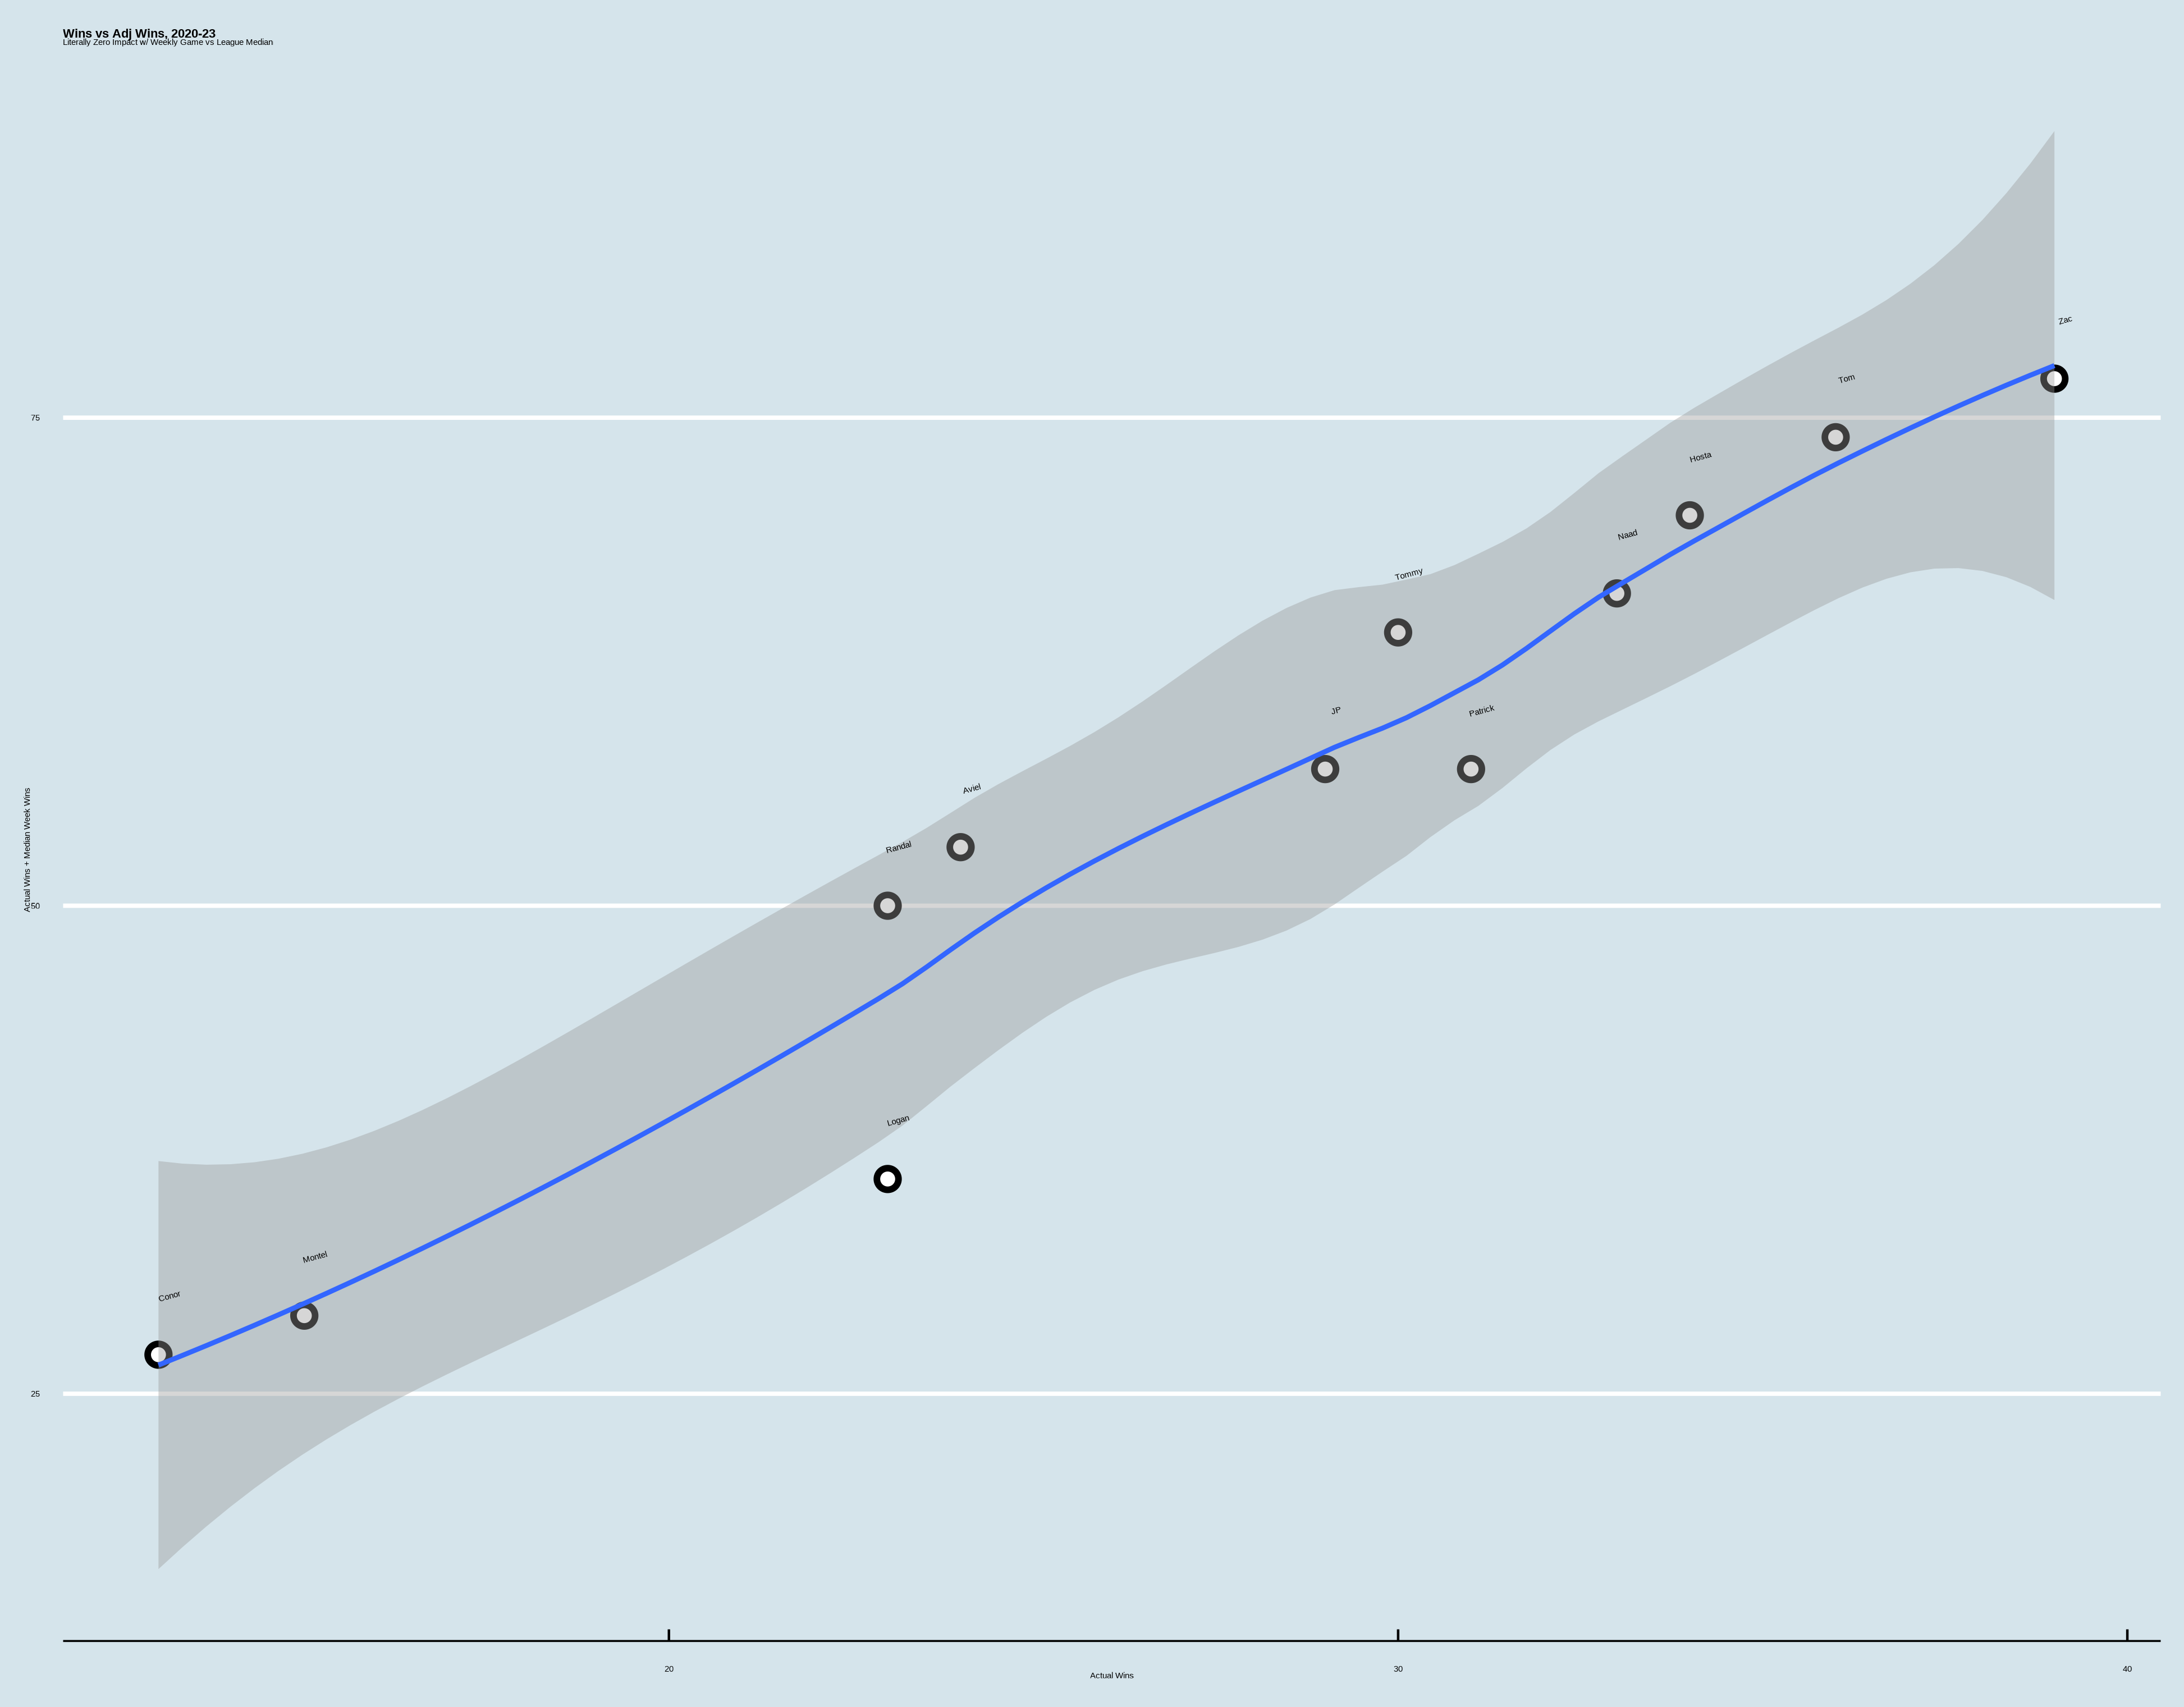 Wins vs Adj Wins, 2020-23
Literally Zero Impact w/ Weekly Game vs League Median
Zac
Tom
75
Hosta
Naad
Tommy
JP
Patrick
Aviel
Randal
Actual Wins + Median Week Wins
50
Logan
Montel
Conor
25
20
30
40
Actual Wins